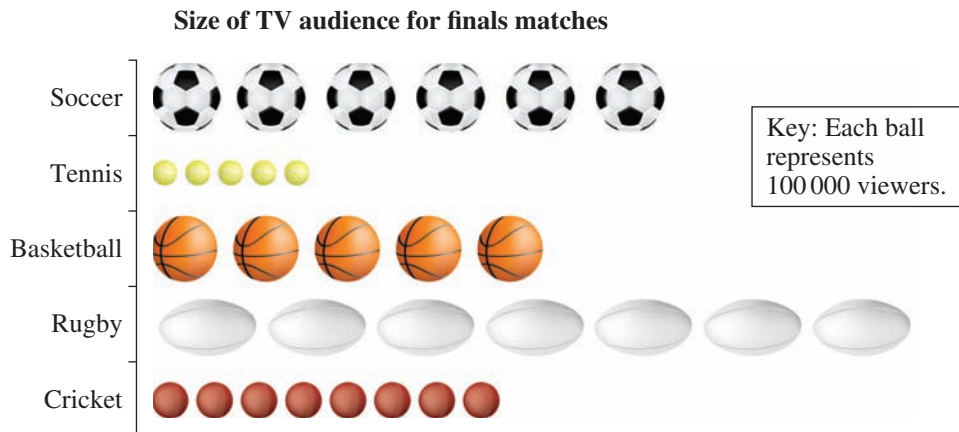 Size of TV audience for finals matches
Soccer
Tennis
Basketball
Rugby
Cricket
Key: Each ball
represents
100 000 viewers.